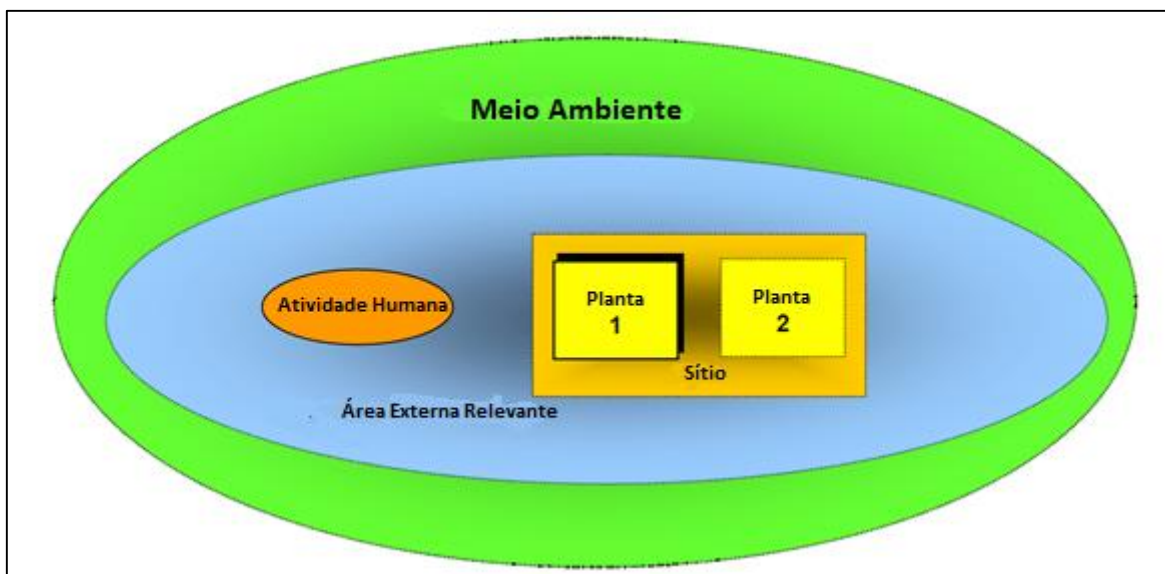 Meio Ambiente
Atividade Humana
Planta
1
Planta
2
Sítio
Área Externa Relevante